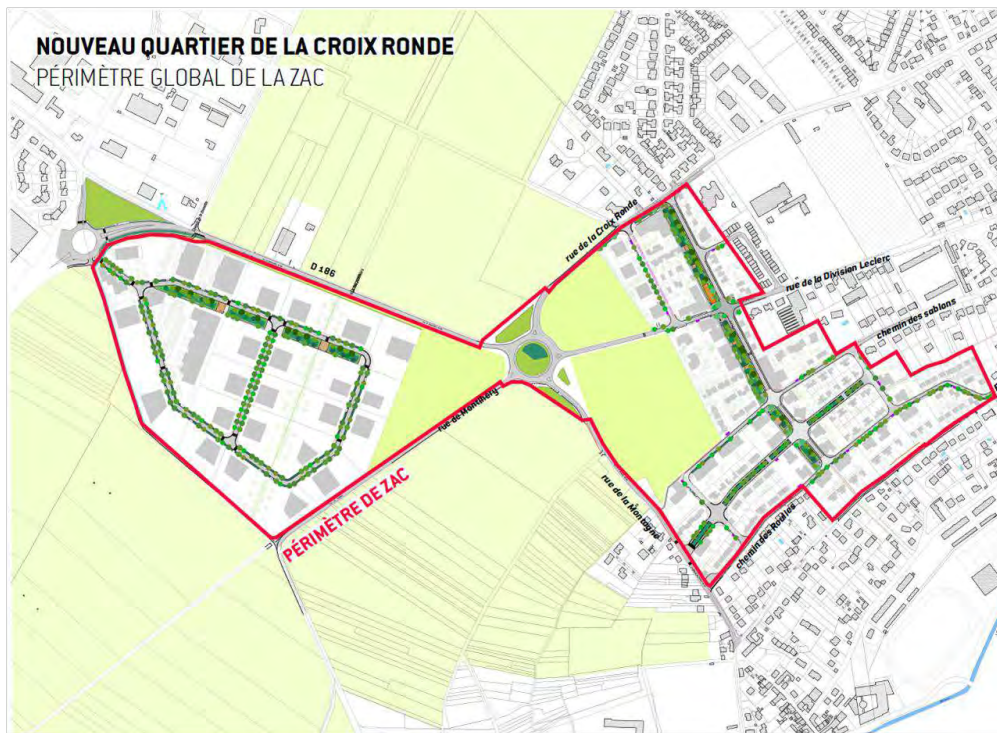 NOUVEAU QUARTIER DE LA CROIX RONDE
PÉRIMÈTRE GLOBAL DE LA ZAC
rue de la Croix Ronde
D 186
rue de la Division Leclerc
chemin des sablons
rue de Montlhéry
PÉRIMÈTRE DE ZAC
rue de la Montagne
chemin des Roulles